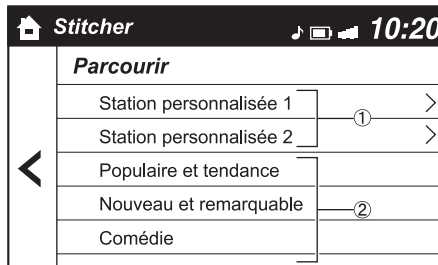 Stitcher 10:20
Parcourir
Station personnalisée 1
①
Station personnalisée 2
Populaire et tendance
Nouveau et remarquable
②
Comédie